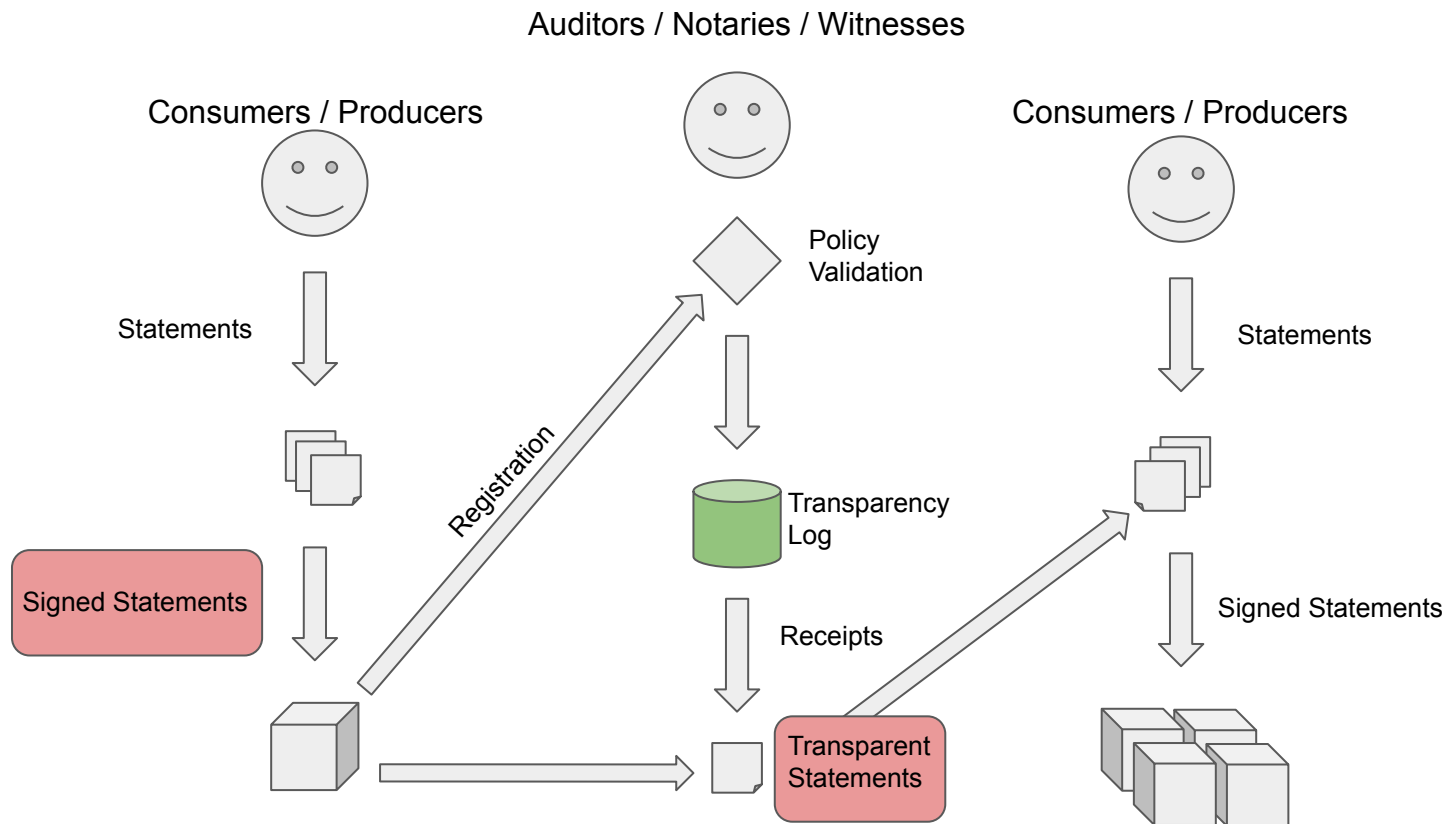 Auditors / Notaries / Witnesses
Consumers / Producers
Consumers / Producers
Policy
Validation
Statements
Statements
Registration
Transparency
Log
Signed Statements
Signed Statements
Receipts
Transparent
Statements